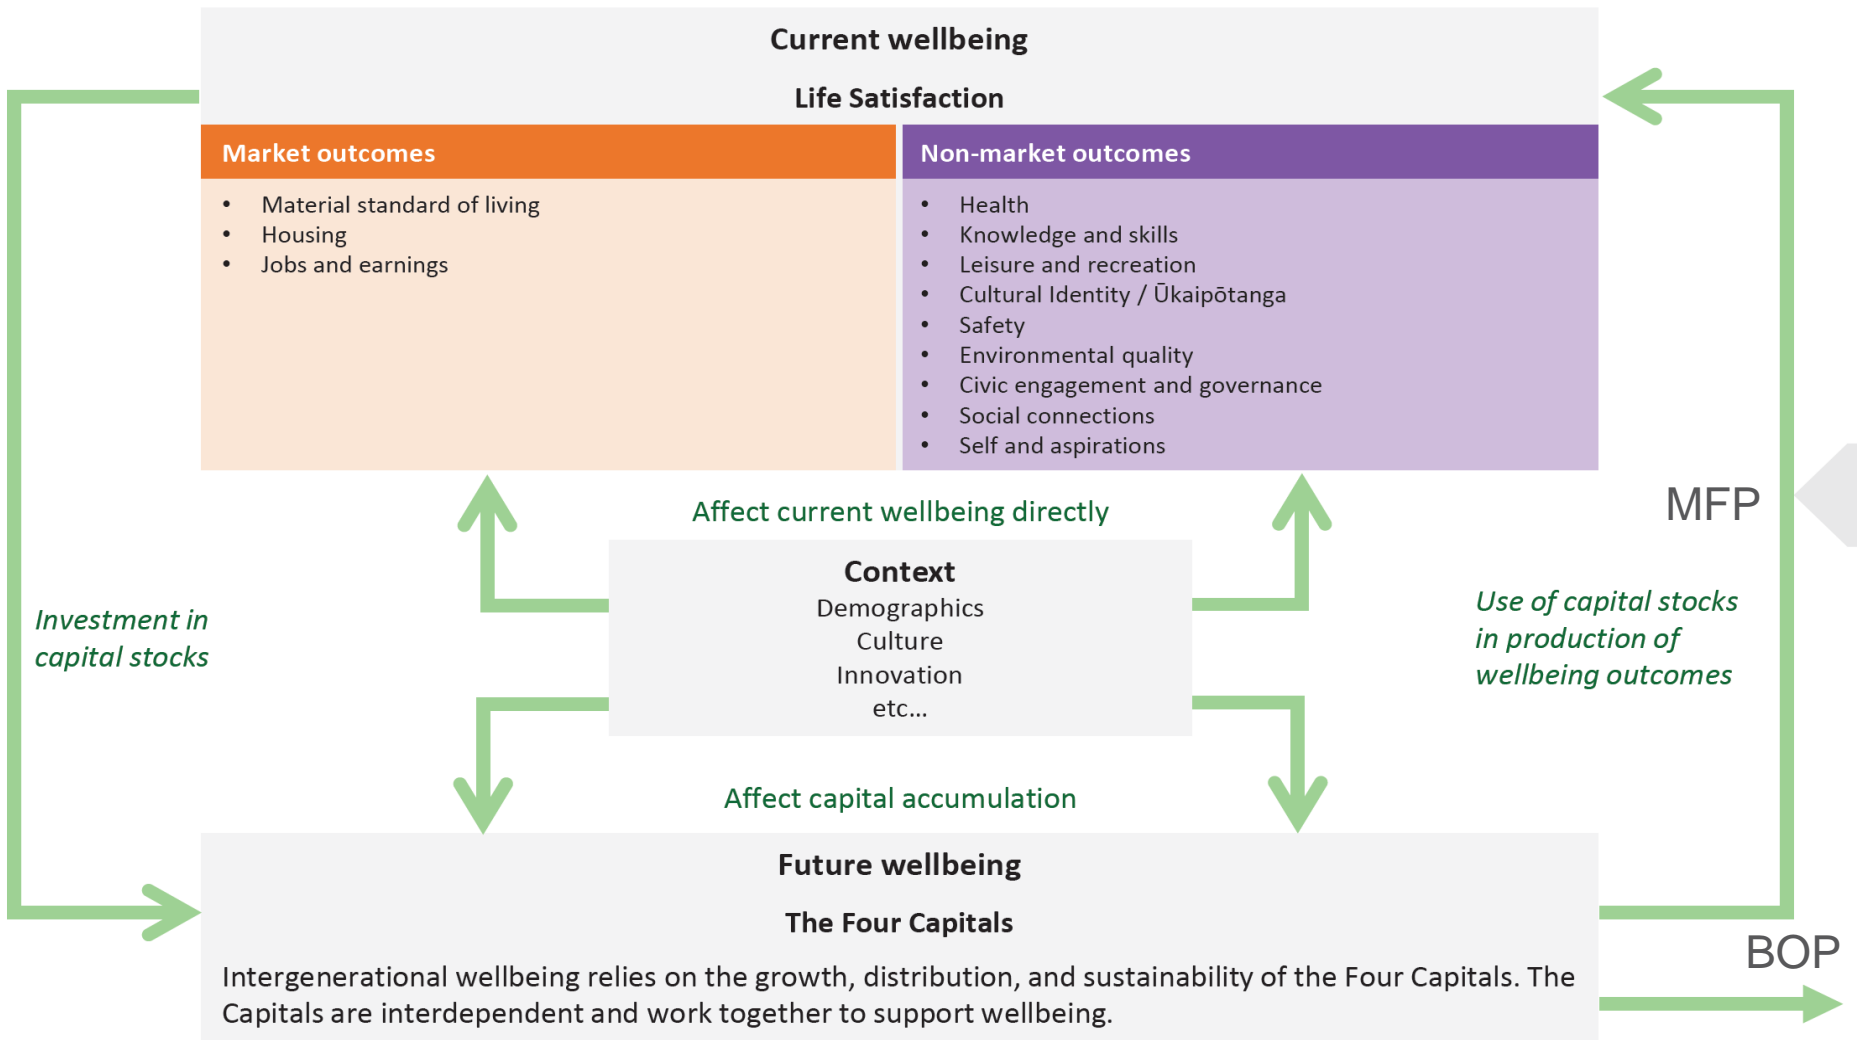 Current wellbeing
Life Satisfaction
Market outcomes
• Material standard of living
• Housing
• Jobs and earnings
Non-market outcomes
• Health
• Knowledge and skills
• Leisure and recreation
• Cultural Identity / Ūkaipōtanga
• Safety
• Environmental quality
• Civic engagement and governance
• Social connections
• Self and aspirations
Affect current wellbeing directly
MFP
Context
Demographics
Culture
Innovation
etc...
Investment in
capital stocks
Use of capital stocks
in production of
wellbeing outcomes
Affect capital accumulation
Future wellbeing
The Four Capitals
Intergenerational wellbeing relies on the growth, distribution, and sustainability of the Four Capitals. The
Capitals are interdependent and work together to support wellbeing.
BOP